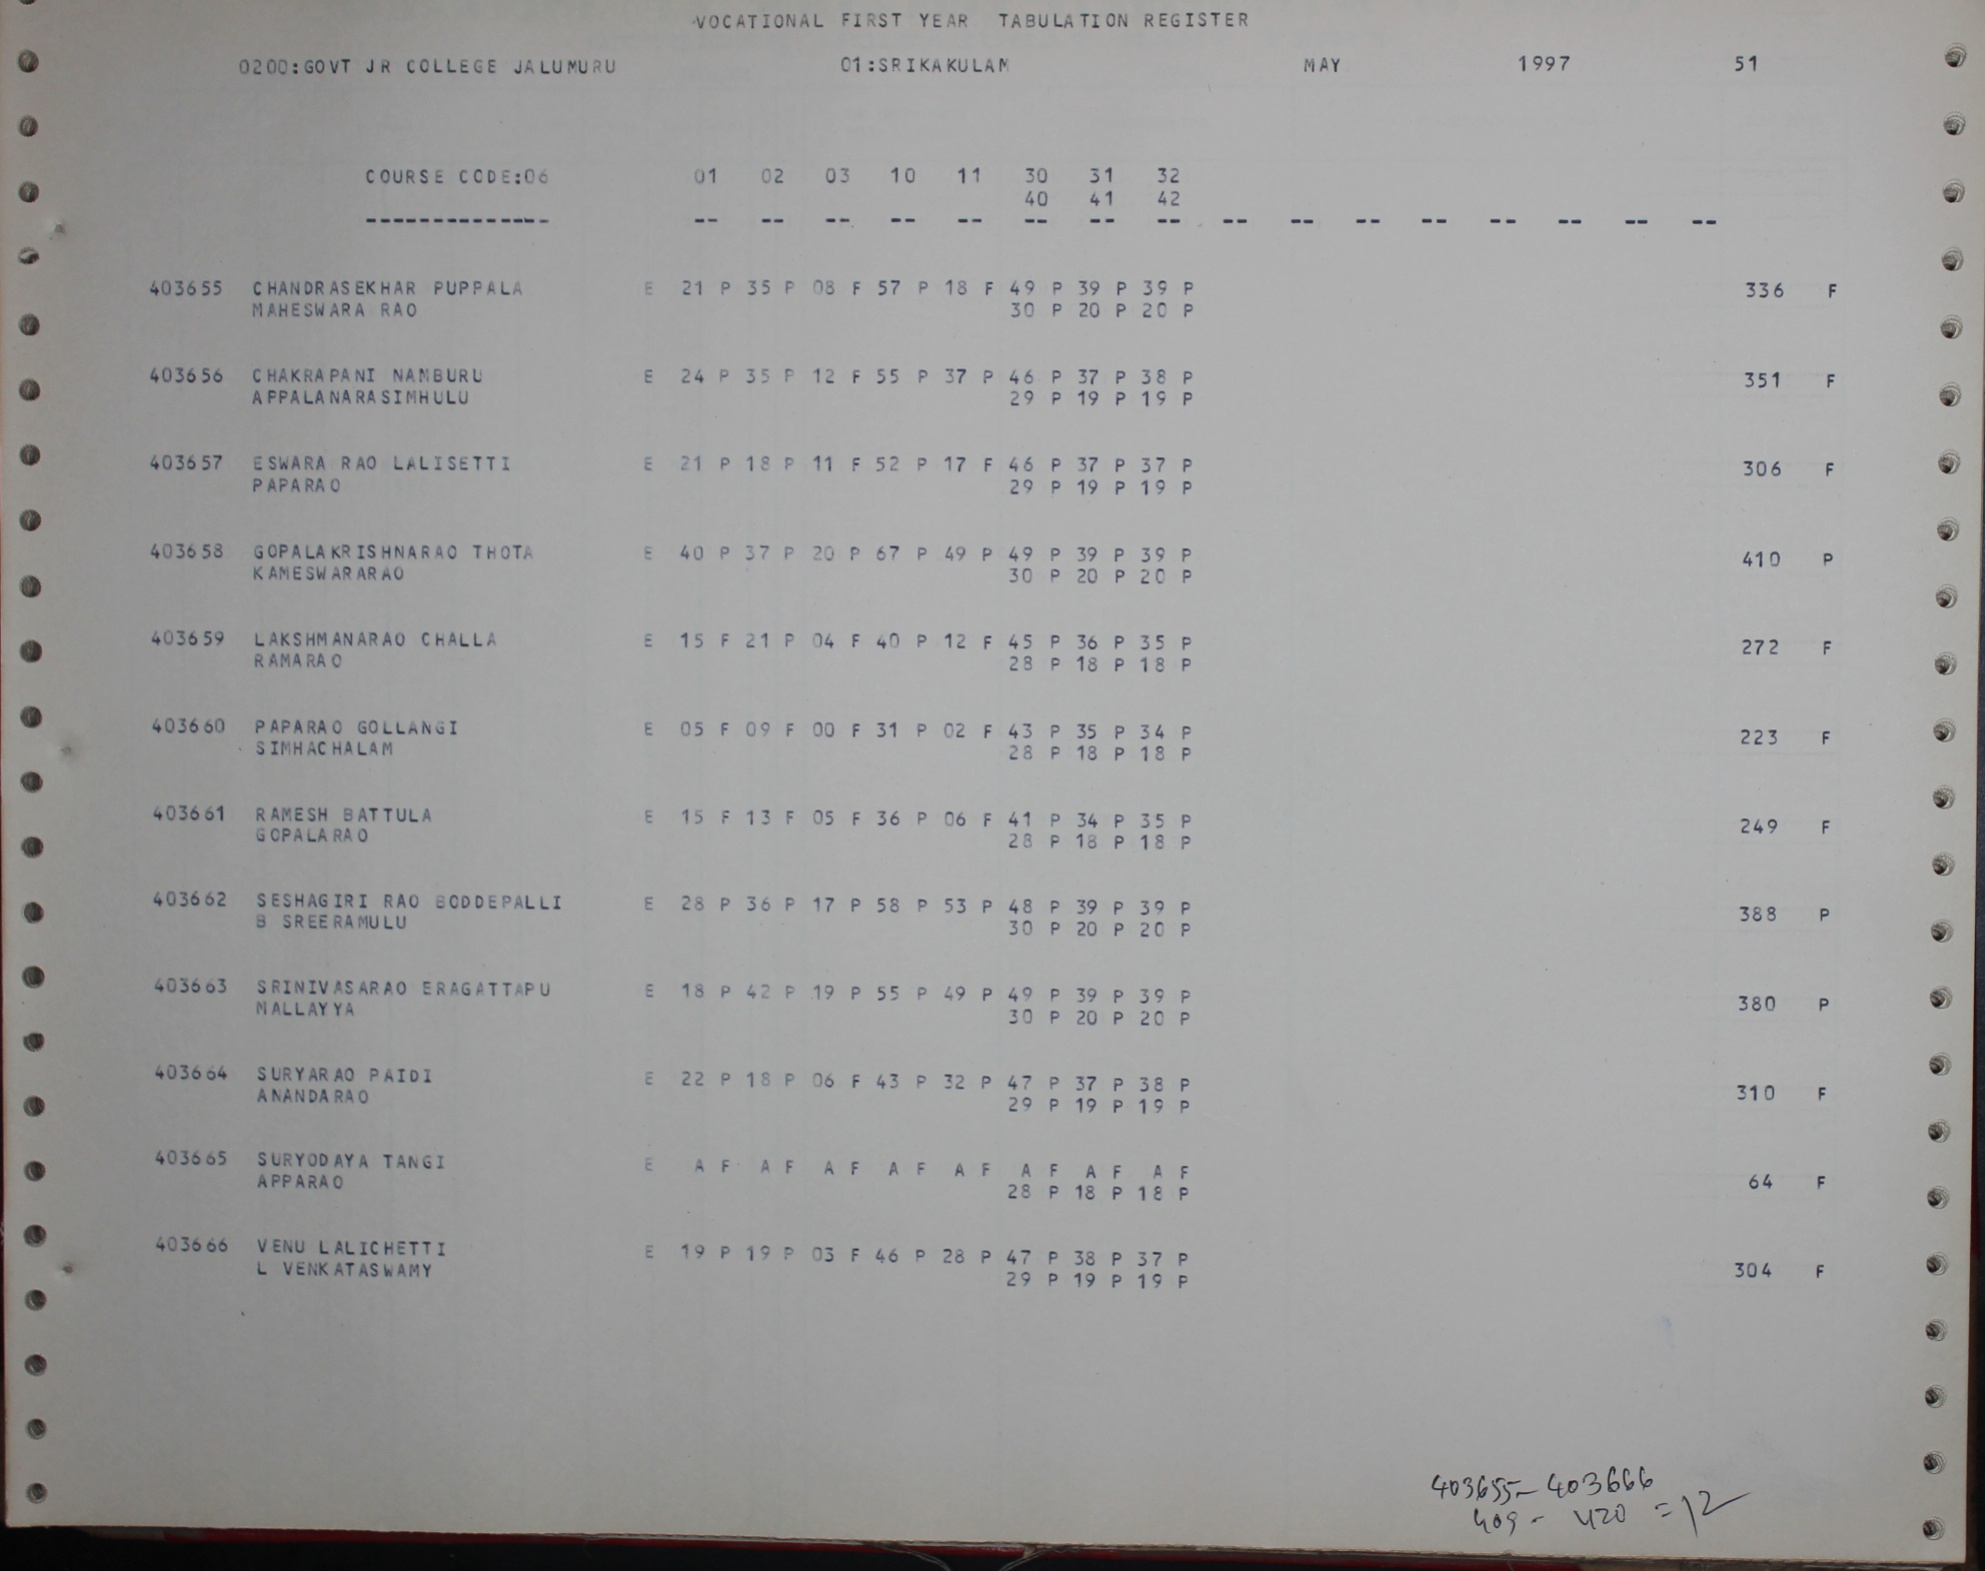 VOCATIONAL FIRST YEAR TABULATION REGISTER
0200:GOVT JR COLLEGE JALUMURU 01:SRIKAKULAM MAY 1997 51
COURSE CODE:06 01 02 03 10 11 30 31 32
40 41 42
-------------- -- -- -- -- -- -- -- -- -- -- -- -- -- -- -- --
403655 CHANDRASEKHAR PUPPALA E 21 P 35 P 08 F 57 P 18 F 49 P 39 P 39 P 336 F
MAHESWARA RAO 30 P 20 P 20 P
403656 CHAKRAPANI NAMBURU E 24 P 35 P 12 F 55 P 37 P 46 P 37 P 38 P 351 F
APPALANARASIMHULU 29 P 19 P 19 P
403657 ESWARA RAO LALISETTI E 21 P 18 P 11 F 52 P 17 F 46 P 37 P 37 P 306 F
PAPARAO 29 P 19 P 19 P
403658 GOPALAKRISHNARAO THOTA E 40 P 37 P 20 P 67 P 49 P 49 P 39 P 39 P 410 P
KAMESWARARAO 30 P 20 P 20 P
403659 LAKSHMANARAO CHALLA E 15 F 21 P 04 F 40 P 12 F 45 P 36 P 35 P 272 F
RAMARAO 28 P 18 P 18 P
403660 PAPARAO GOLLANGI E 05 F 09 F 00 F 31 P 02 F 43 P 35 P 34 P 223 F
SIMHACHALAM 28 P 18 P 18 P
403661 RAMESH BATTULA E 15 F 13 F 05 F 36 P 06 F 41 P 34 P 35 P 249 F
GOPALARAO 28 P 18 P 18 P
403662 SESHAGIRI RAO BODDEPALLI E 28 P 36 P 17 P 58 P 53 P 48 P 39 P 39 P 388 P
B SREERAMULU 30 P 20 P 20 P
403663 SRINIVASARAO ERAGATTAPU E 18 P 42 P 19 P 55 P 49 P 49 P 39 P 39 P 380 P
MALLAYYA 30 P 20 P 20 P
403664 SURYARAO PAIDI E 22 P 18 P 06 F 43 P 32 P 47 P 37 P 38 P 310 F
ANANDARAO 29 P 19 P 19 P
403665 SURYODAYA TANGI E A F A F A F A F A F A F A F A F 64 F
APPARAO 28 P 18 P 18 P
403666 VENU LALICHETTI E 19 P 19 P 03 F 46 P 28 P 47 P 38 P 37 P 304 F
L VENKATASWAMY 29 P 19 P 19 P
403655- 403666
409 - 420 = 12